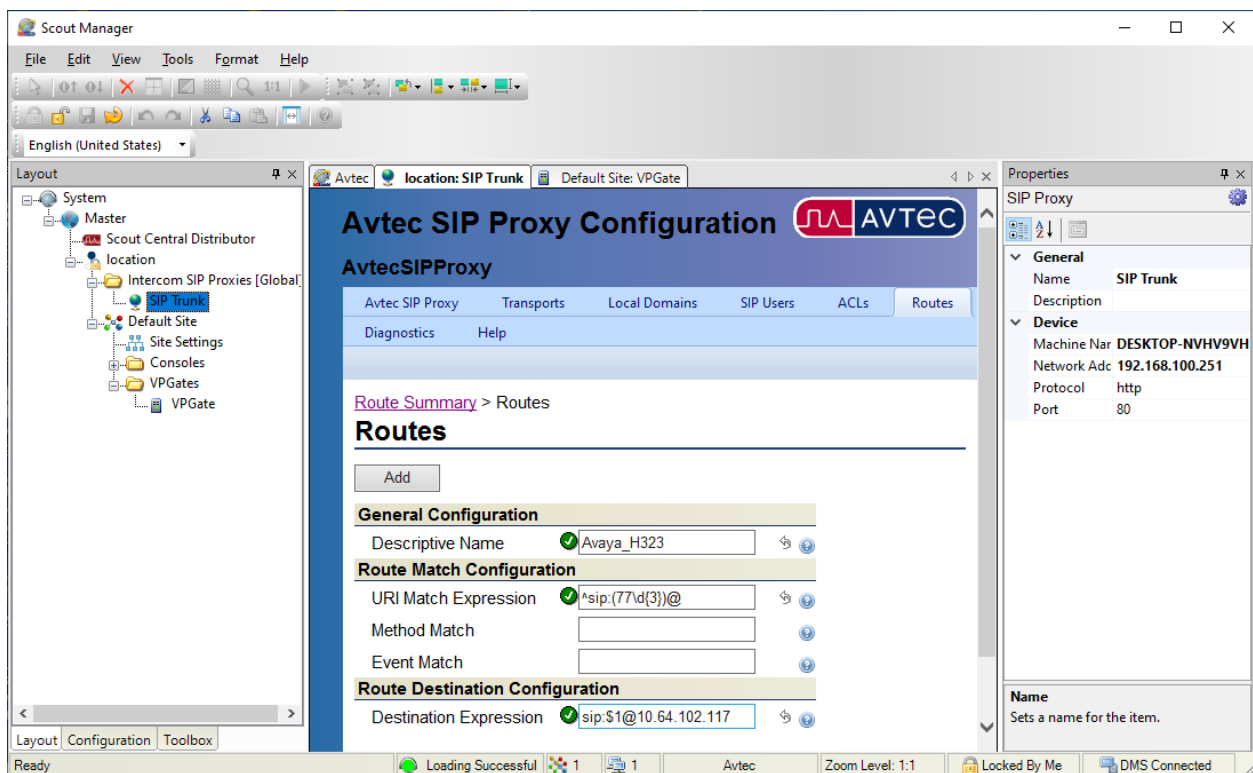 Scout Manager
File Edit View Tools Format Help
1:1
English (United States)
Layout
System
Master
Scout Central Distributor
location
Intercom SIP Proxies [Global]
SIP Trunk
Default Site
Site Settings
Consoles
VPGates
VPGate
Layout Configuration Toolbox
Avtec location: SIP Trunk Default Site: VPGate
Avtec SIP Proxy Configuration
AVTEC
AvtecSIPProxy
Avtec SIP Proxy Transports Local Domains SIP Users ACLs Routes
Diagnostics Help
Route Summary > Routes
Routes
Add
General Configuration
Descriptive Name Avaya_H323
Route Match Configuration
URI Match Expression ^sip:(77\d{3})@
Method Match
Event Match
Route Destination Configuration
Destination Expression sip:$1@10.64.102.117
Properties
SIP Proxy
General
Name SIP Trunk
Description
Device
Machine Nar DESKTOP-NVHV9VH
Network Adc 192.168.100.251
Protocol http
Port 80
Name
Sets a name for the item.
Ready Loading Successful 1 1 Avtec Zoom Level: 1:1 Locked By Me DMS Connected